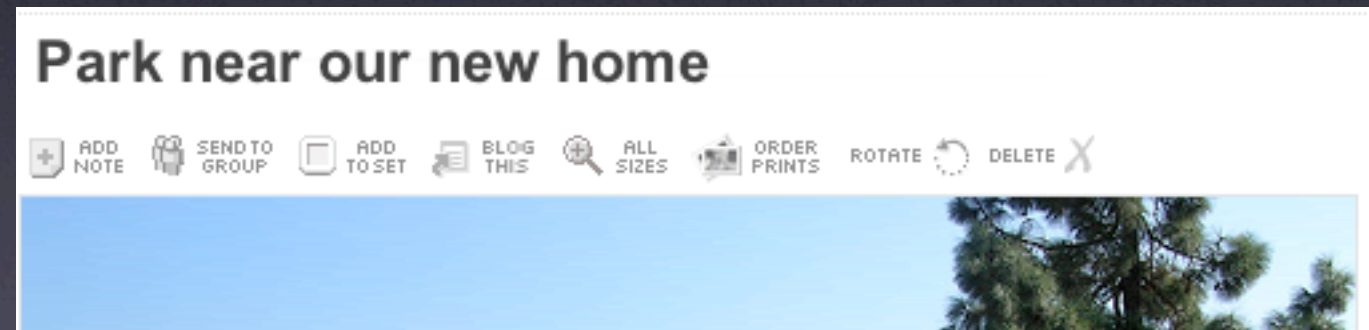 Park near our new home
ADD NOTE SEND TO GROUP ADD TO SET BLOG THIS ALL SIZES ORDER PRINTS ROTATE DELETE